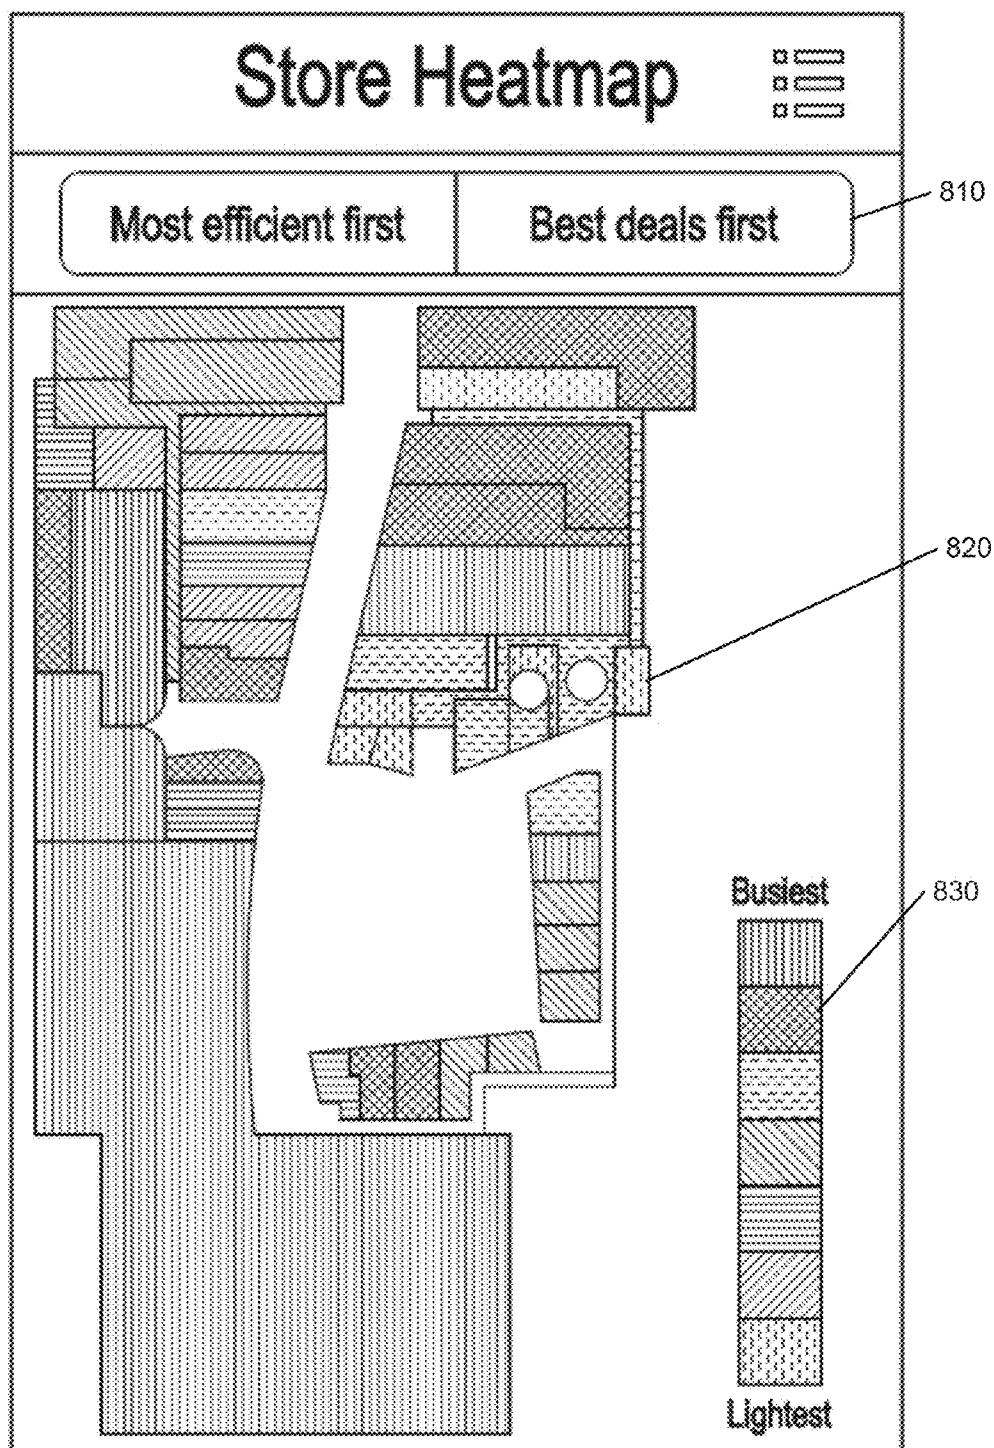 Store Heatmap
Most efficient first
Best deals first
810
820
Busiest
830
Lightest